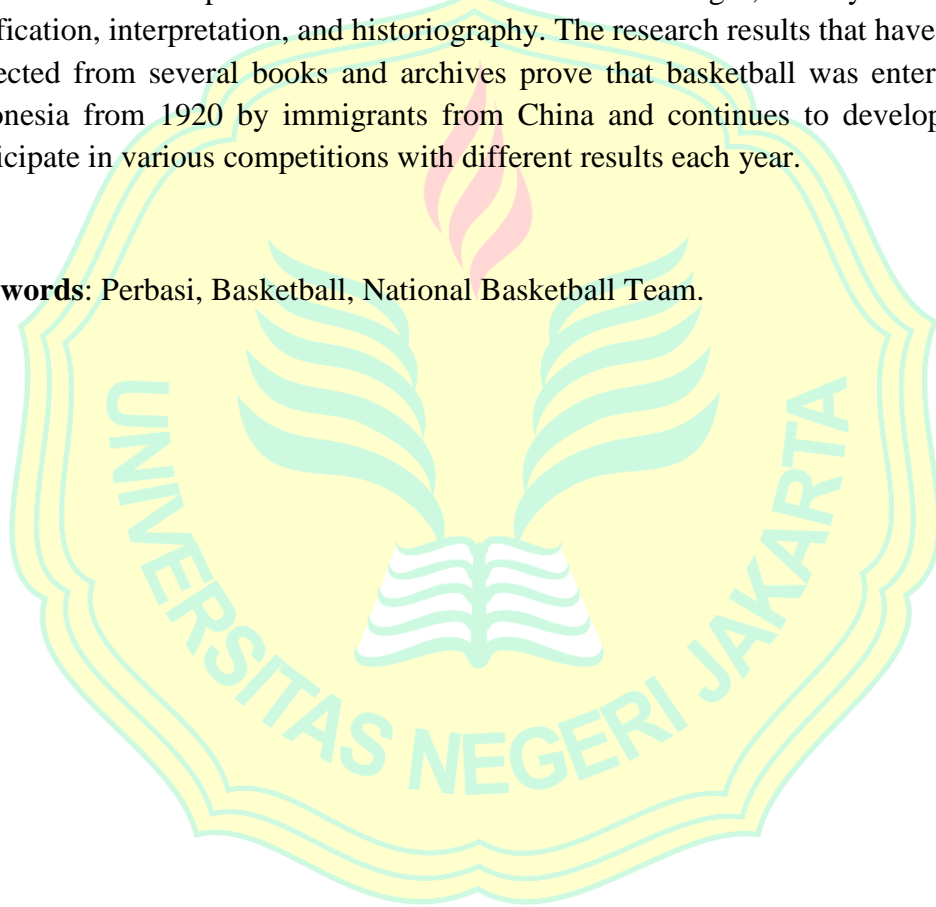 fication, interpretation, and historiography. The research results that have
ected from several books and archives prove that basketball was enter
onesia from 1920 by immigrants from China and continues to develop
icipate in various competitions with different results each year.
words: Perbasi, Basketball, National Basketball Team.
UNIVERSITAS NEGERI JAKARTA